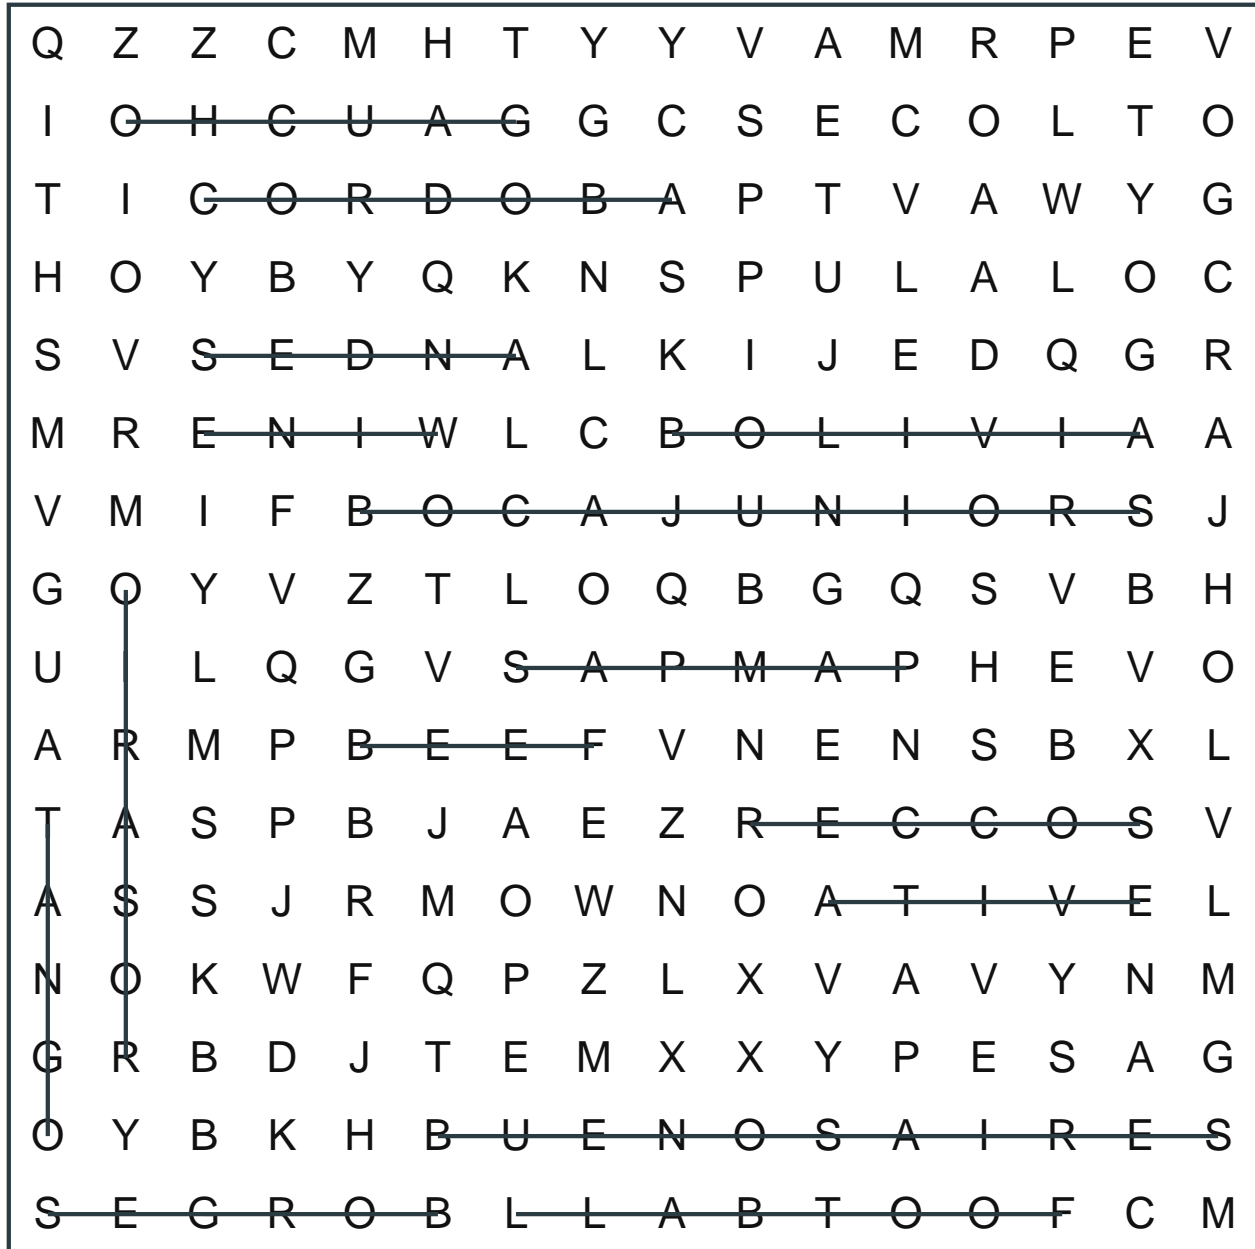 Q Z Z C M H T Y Y V A M R P E V
I O H C U A G G C S E C O L T O
T I C O R D O B A P T V A W Y G
H O Y B Y Q K N S P U L A L O C
S V S E D N A L K I J E D Q G R
M R E N I W L C B O L I V I A A
V M I F B O C A J U N I O R S J
G O Y V Z T L O Q B G Q S V B H
U I L Q G V S A P M A P H E V O
A R M P B E E F V N E N S B X L
T A S P B J A E Z R E C C O S V
A S S J R M O W N O A T I V E L
N O K W F Q P Z L X V A V Y N M
G R B D J T E M X X Y P E S A G
O Y B K H B U E N O S A I R E S
S E G R O B L L A B T O O F C M